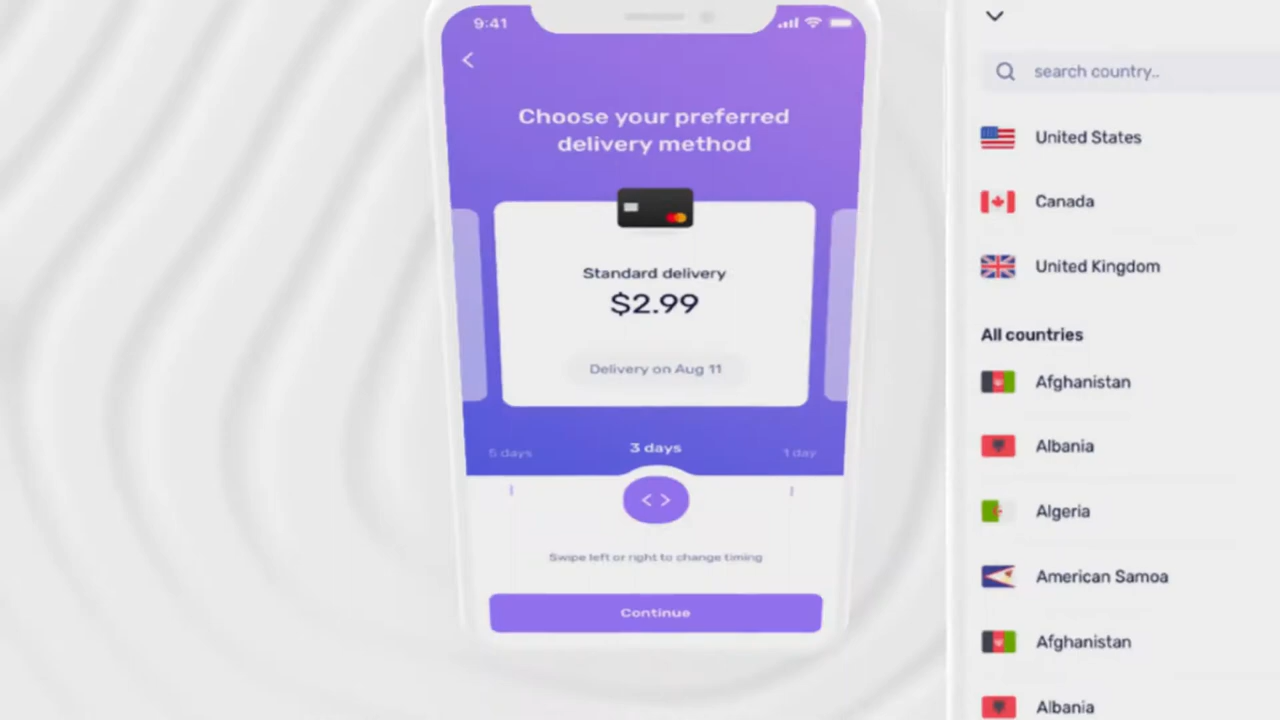 9:41
Choose your preferred
delivery method
Standard delivery
$2.99
Delivery on Aug 11
5 days
3 days
1 day
Swipe left or right to change timing
Continue
search country..
United States
Canada
United Kingdom
All countries
Afghanistan
Albania
Algeria
American Samoa
Afghanistan
Albania